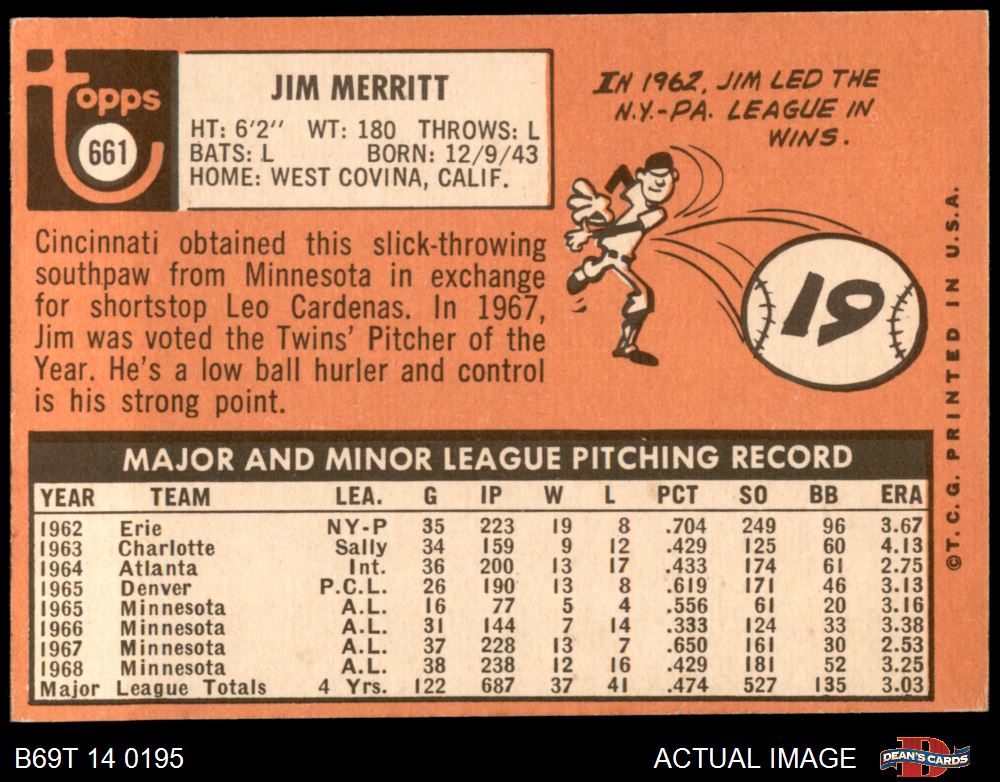 Topps
661
JIM MERRITT
HT: 6'2" WT: 180 THROWS: L
BATS: L BORN: 12/9/43
HOME: WEST COVINA, CALIF.
IN 1962, JIM LED THE
N.Y.-PA. LEAGUE IN
WINS.
19
Cincinnati obtained this slick-throwing
southpaw from Minnesota in exchange
for shortstop Leo Cardenas. In 1967,
Jim was voted the Twins' Pitcher of the
Year. He's a low ball hurler and control
is his strong point.
©T.C.G. PRINTED IN U.S.A.
MAJOR AND MINOR LEAGUE PITCHING RECORD
YEAR TEAM LEA. G IP W L PCT SO BB ERA
1962 Erie NY-P 35 223 19 8 .704 249 96 3.67
1963 Charlotte Sally 34 159 9 12 .429 125 60 4.13
1964 Atlanta Int. 36 200 13 17 .433 174 61 2.75
1965 Denver P.C.L. 26 190 13 8 .619 171 46 3.13
1965 Minnesota A.L. 16 77 5 4 .556 61 20 3.16
1966 Minnesota A.L. 31 144 7 14 .333 124 33 3.38
1967 Minnesota A.L. 37 228 13 7 .650 161 30 2.53
1968 Minnesota A.L. 38 238 12 16 .429 181 52 3.25
Major League Totals 4 Yrs. 122 687 37 41 .474 527 135 3.03
B69T 14 0195
ACTUAL IMAGE
DEAN'S CARDS